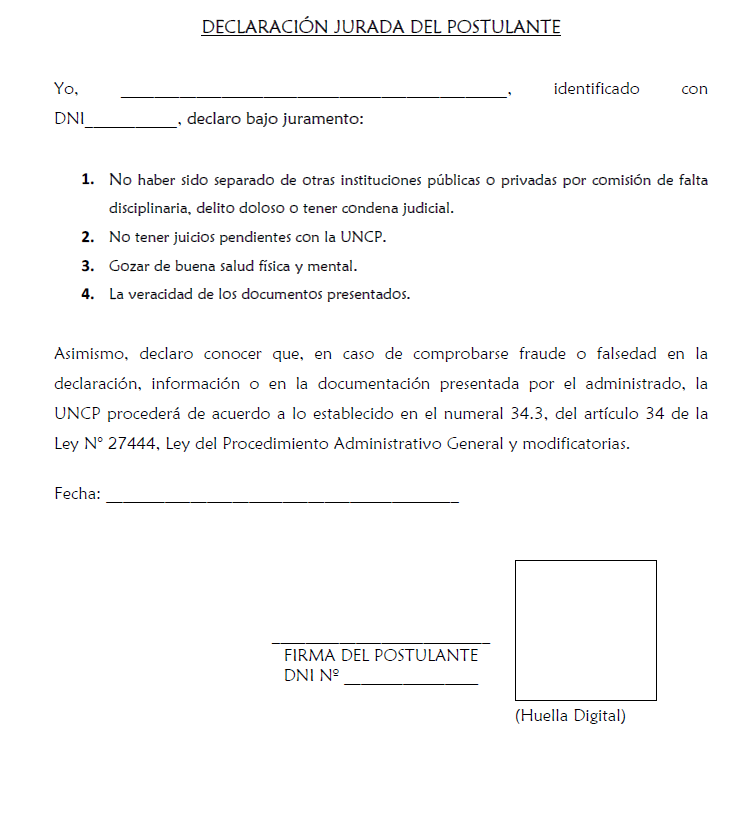 DECLARACIÓN JURADA DEL POSTULANTE
Yo, ________________________________________, identificado con
DNI___________, declaro bajo juramento:
1. No haber sido separado de otras instituciones públicas o privadas por comisión de falta
disciplinaria, delito doloso o tener condena judicial.
2. No tener juicios pendientes con la UNCP.
3. Gozar de buena salud física y mental.
4. La veracidad de los documentos presentados.
Asimismo, declaro conocer que, en caso de comprobarse fraude o falsedad en la
declaración, información o en la documentación presentada por el administrado, la
UNCP procederá de acuerdo a lo establecido en el numeral 34.3, del artículo 34 de la
Ley N° 27444, Ley del Procedimiento Administrativo General y modificatorias.
Fecha: ________________________________________
_________________________
FIRMA DEL POSTULANTE
DNI Nº ________________
(Huella Digital)